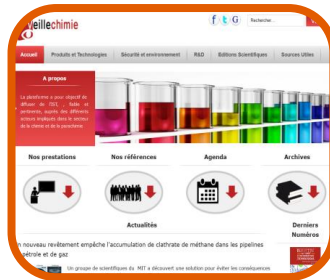 Veillechimie
f t G Rechercher...
Accueil Produits et Technologies Sécurité et environnement R&D Editions Scientifiques Sources Utiles
A propos
La plateforme a pour objectif de
diffuser de l'IST, fiable et
pertinente, auprès des différents
acteurs impliqués dans le secteur
de la chimie et de la parachimie.
Nos prestations Nos références Agenda Archives
Actualités Derniers
Numéros
n nouveau revêtement empêche l'accumulation de clathrate de méthane dans les pipelines
pétrole et de gaz
Un groupe de scientifiques du MIT a découvert une solution pour éviter les conséquences